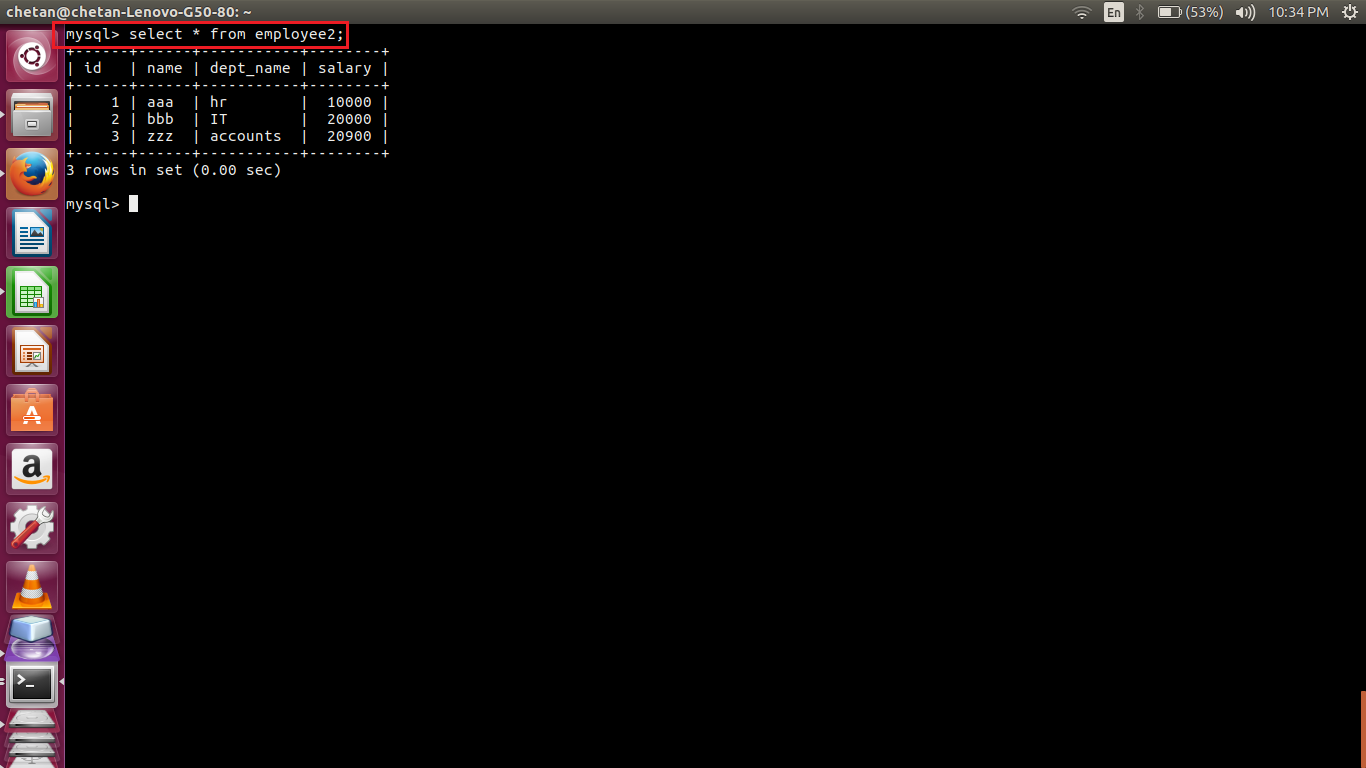 chetan@chetan-Lenovo-G50-80: ~
En
(53%)
10:34 PM
mysql> select * from employee2;
+------+------+-----------+--------+
| id   | name | dept_name | salary |
+------+------+-----------+--------+
|    1 | aaa  | hr        |  10000 |
|    2 | bbb  | IT        |  20000 |
|    3 | zzz  | accounts  |  20900 |
+------+------+-----------+--------+
3 rows in set (0.00 sec)
mysql>
A
a
>_